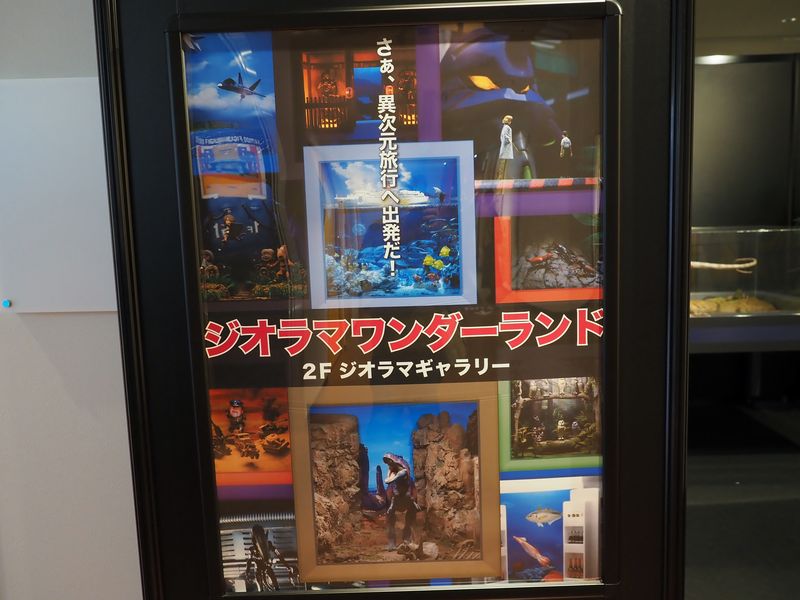 さぁ、異次元旅行へ出発だ!
ジオラマワンダーランド
2F ジオラマギャラリー